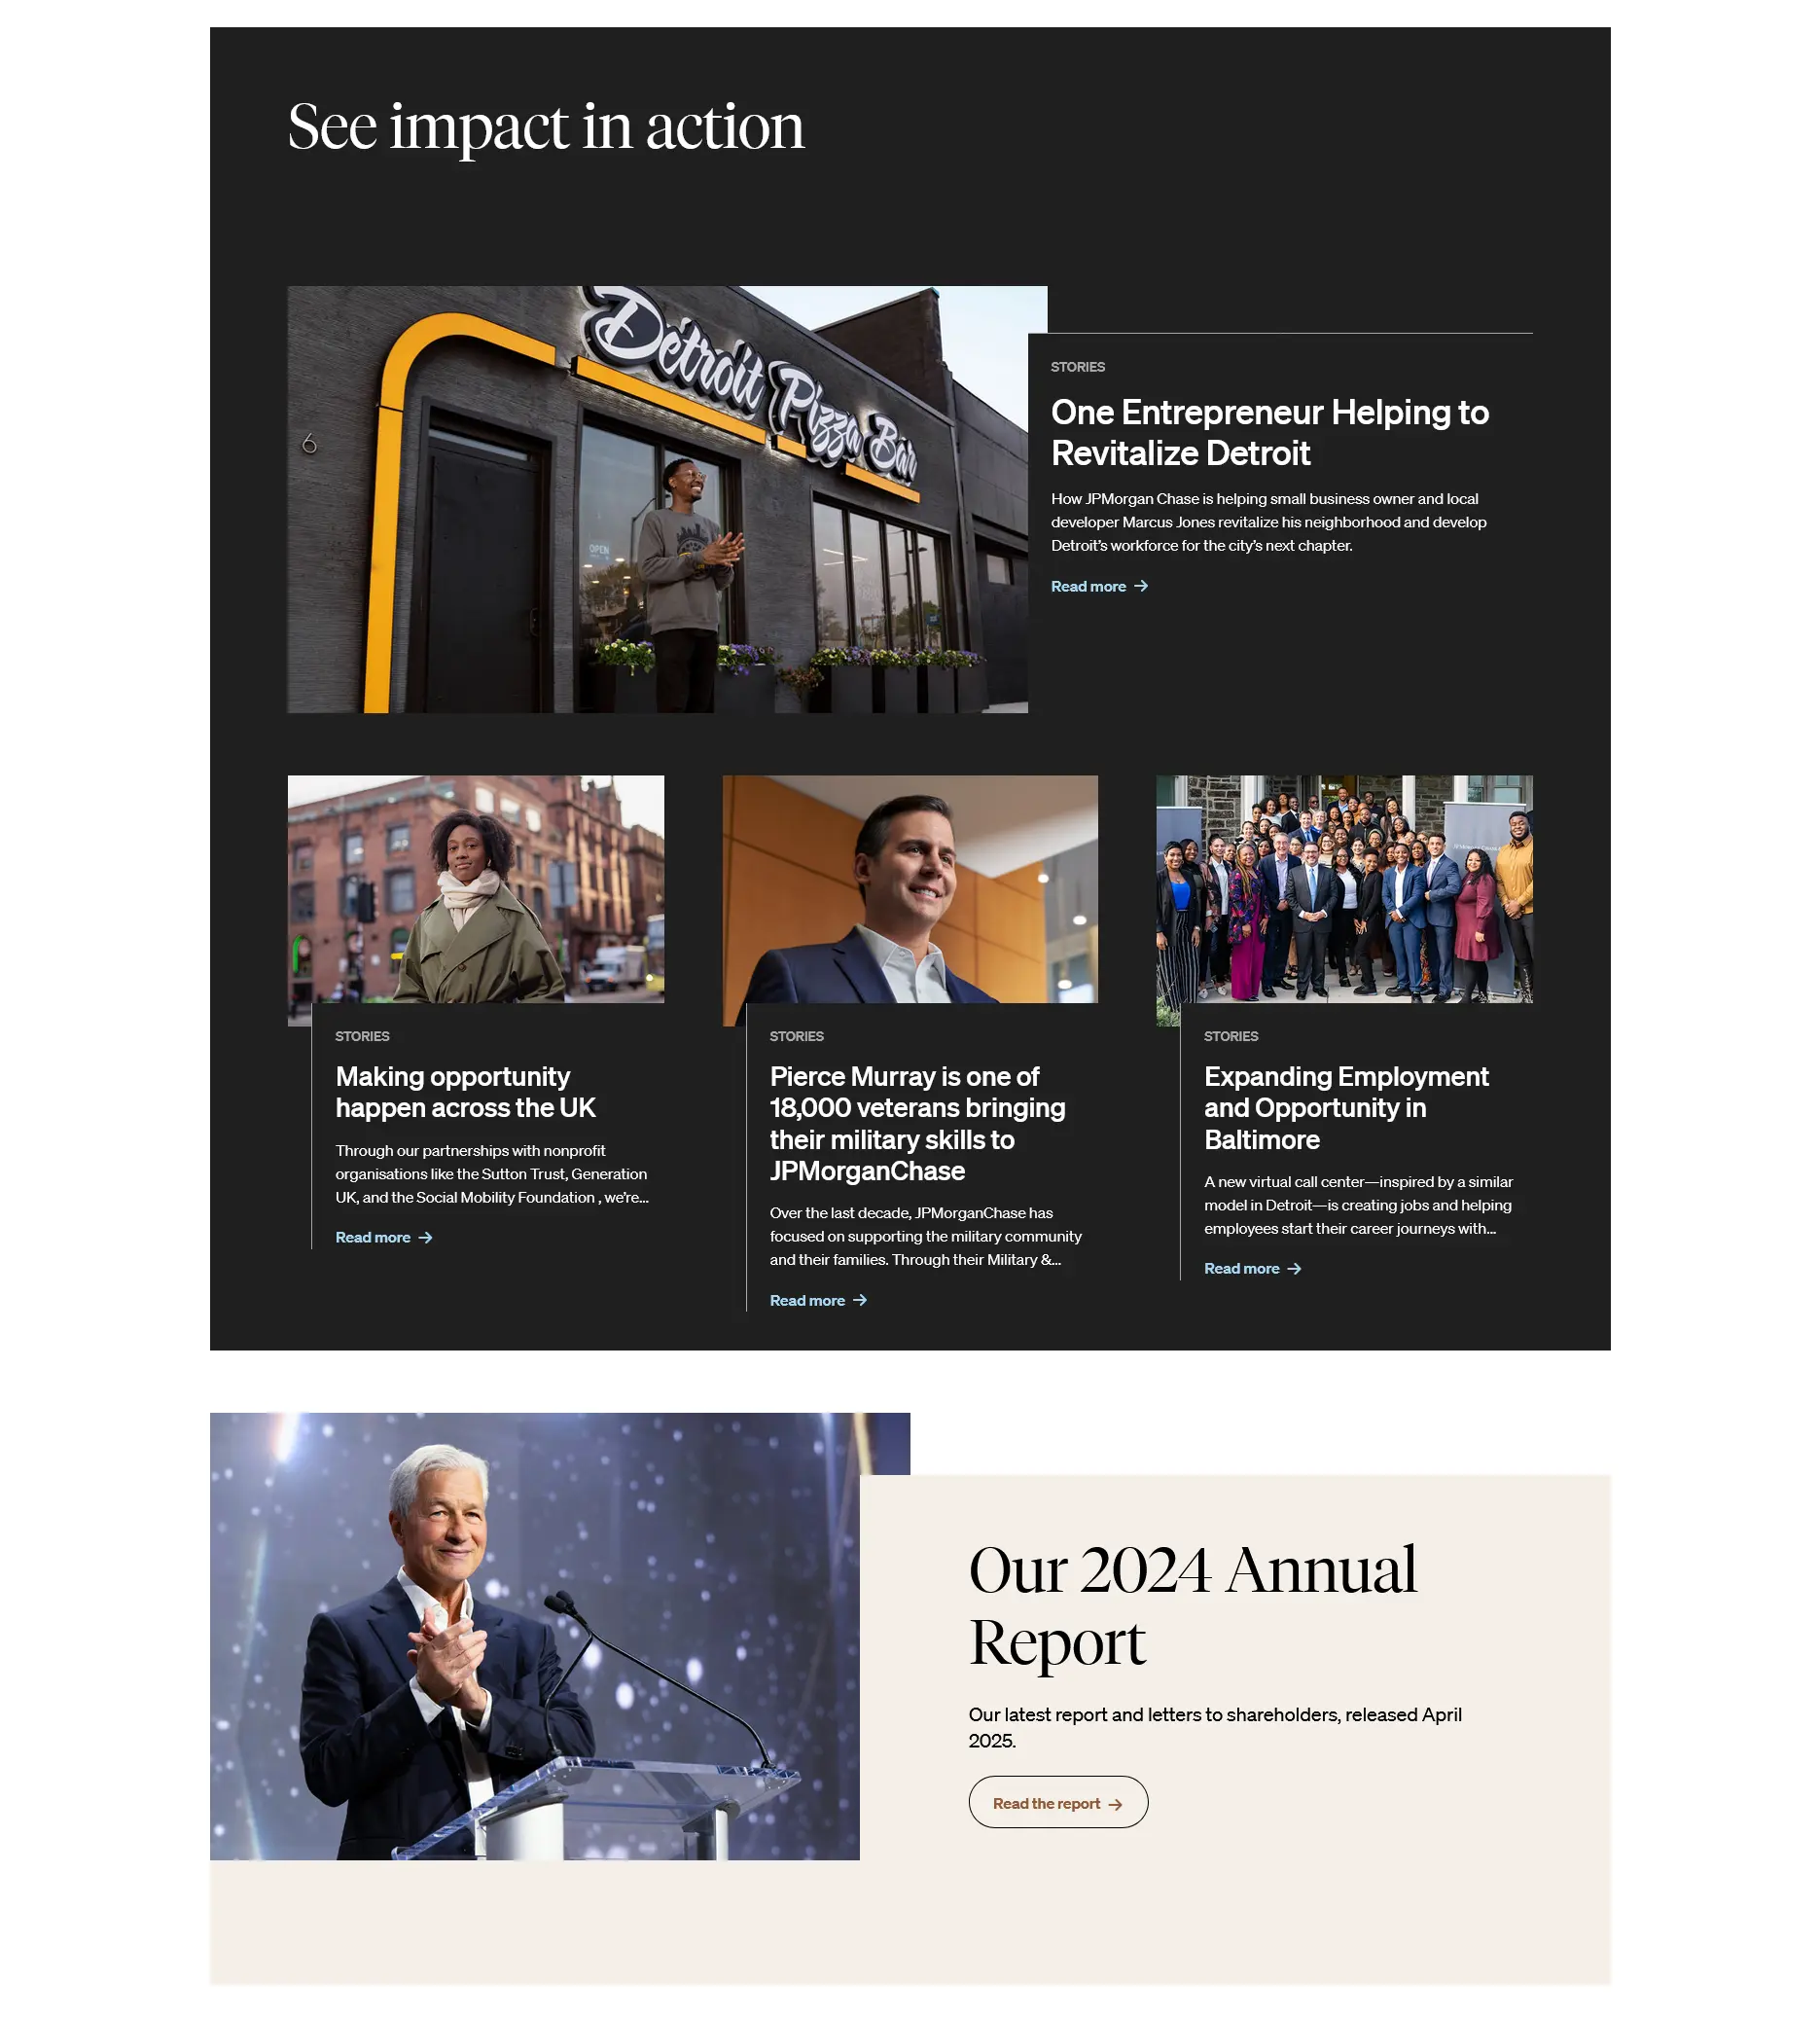 See impact in action
Detroit Pizza Bar
6
OPEN
STORIES
One Entrepreneur Helping to
Revitalize Detroit
How JPMorgan Chase is helping small business owner and local
developer Marcus Jones revitalize his neighborhood and develop
Detroit’s workforce for the city’s next chapter.
Read more →
STORIES
Making opportunity
happen across the UK
Through our partnerships with nonprofit
organisations like the Sutton Trust, Generation
UK, and the Social Mobility Foundation , we’re...
Read more →
STORIES
Pierce Murray is one of
18,000 veterans bringing
their military skills to
JPMorganChase
Over the last decade, JPMorganChase has
focused on supporting the military community
and their families. Through their Military &...
Read more →
STORIES
Expanding Employment
and Opportunity in
Baltimore
A new virtual call center—inspired by a similar
model in Detroit—is creating jobs and helping
employees start their career journeys with...
Read more →
Our 2024 Annual
Report
Our latest report and letters to shareholders, released April
2025.
Read the report →